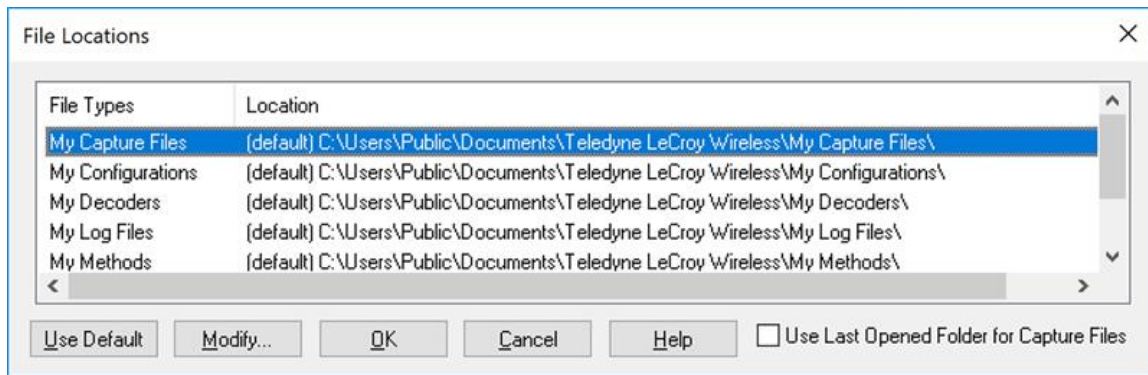 File Locations
File Types Location
My Capture Files (default) C:\Users\Public\Documents\Teledyne LeCroy Wireless\My Capture Files\
My Configurations (default) C:\Users\Public\Documents\Teledyne LeCroy Wireless\My Configurations\
My Decoders (default) C:\Users\Public\Documents\Teledyne LeCroy Wireless\My Decoders\
My Log Files (default) C:\Users\Public\Documents\Teledyne LeCroy Wireless\My Log Files\
My Methods (default) C:\Users\Public\Documents\Teledyne LeCroy Wireless\My Methods\
Use Default Modify... OK Cancel Help Use Last Opened Folder for Capture Files